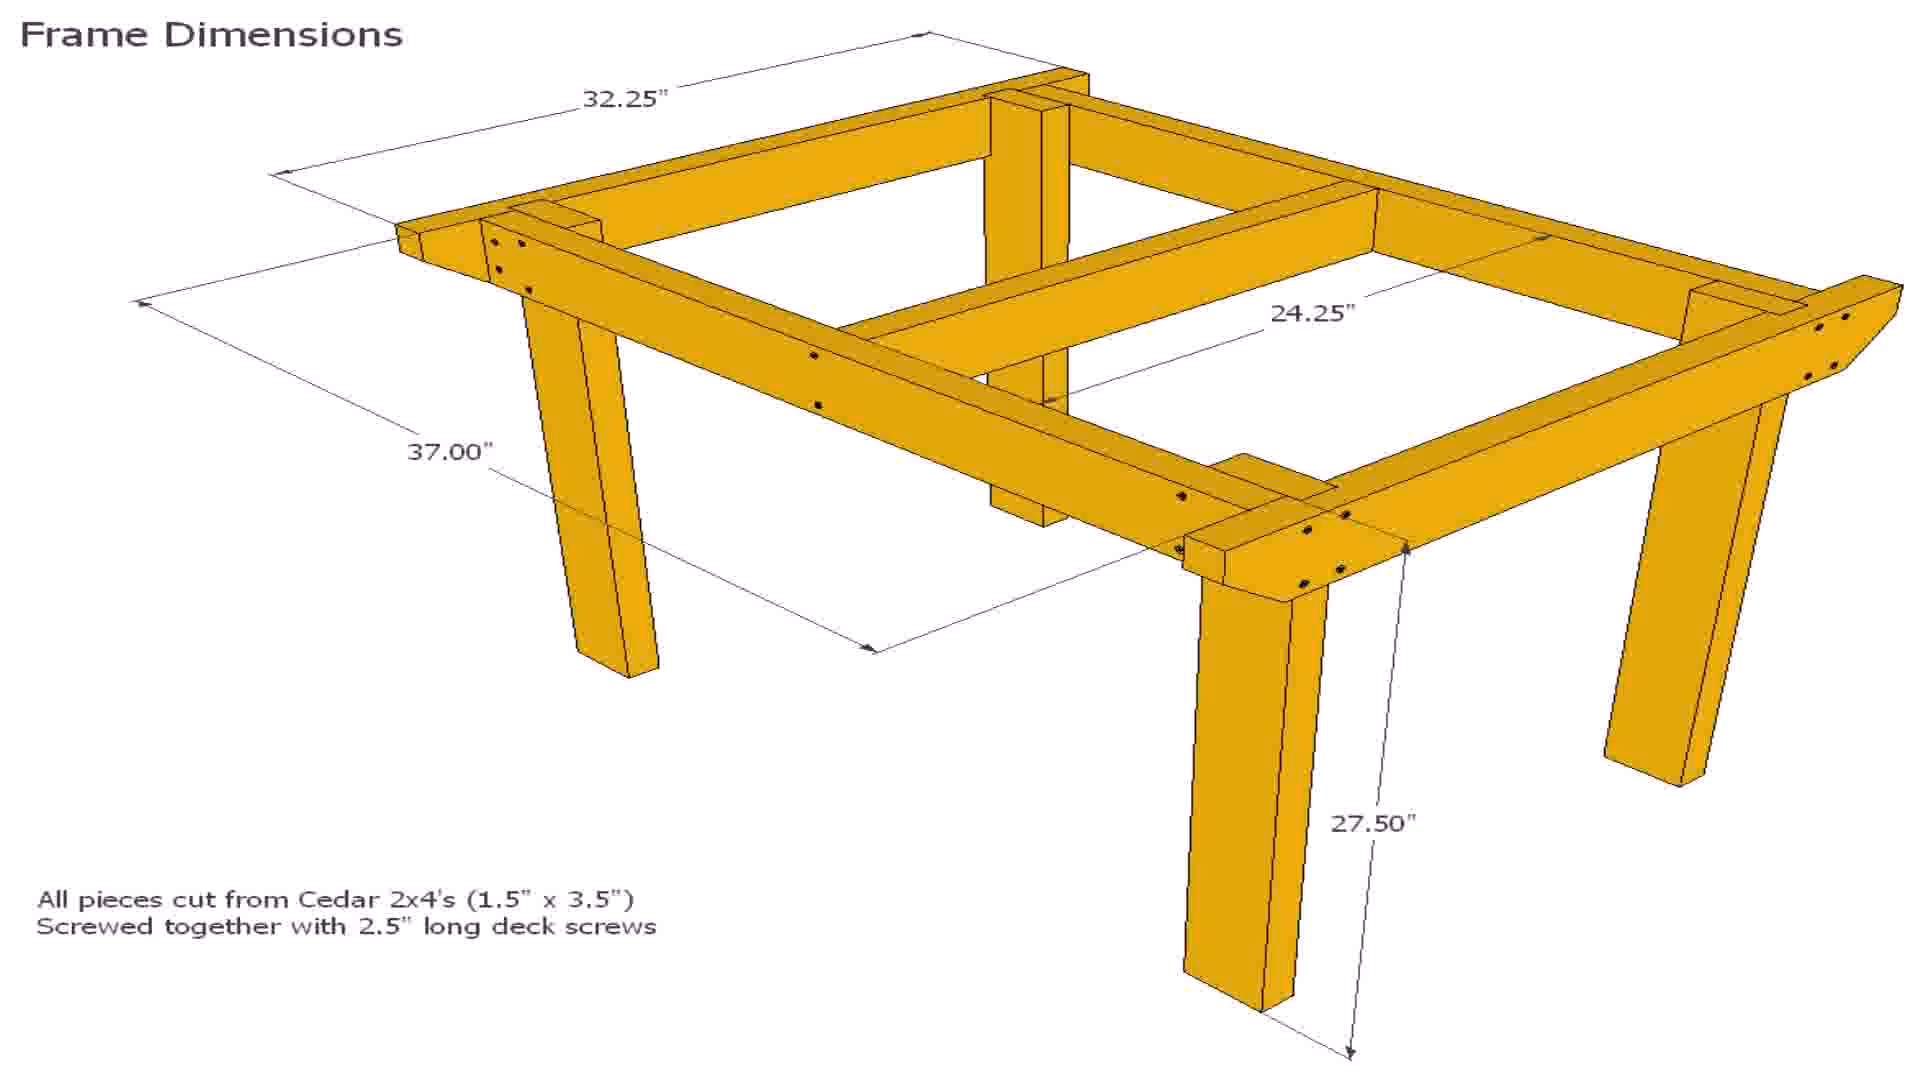 Frame Dimensions
32.25"
24.25"
37.00"
27.50"
All pieces cut from Cedar 2x4's (1.5" x 3.5")
Screwed together with 2.5" long deck screws